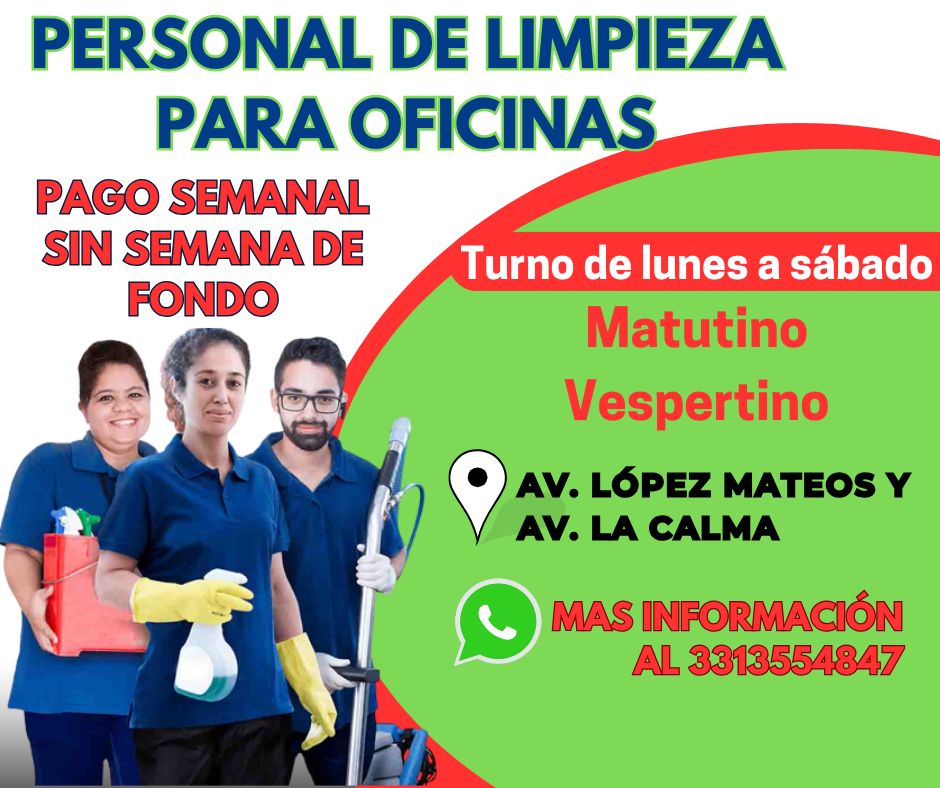 PERSONAL DE LIMPIEZA
PARA OFICINAS
PAGO SEMANAL
SIN SEMANA DE
FONDO
Turno de lunes a sábado
Matutino
Vespertino
AV. LÓPEZ MATEOS Y
AV. LA CALMA
MAS INFORMACIÓN
AL 3313554847